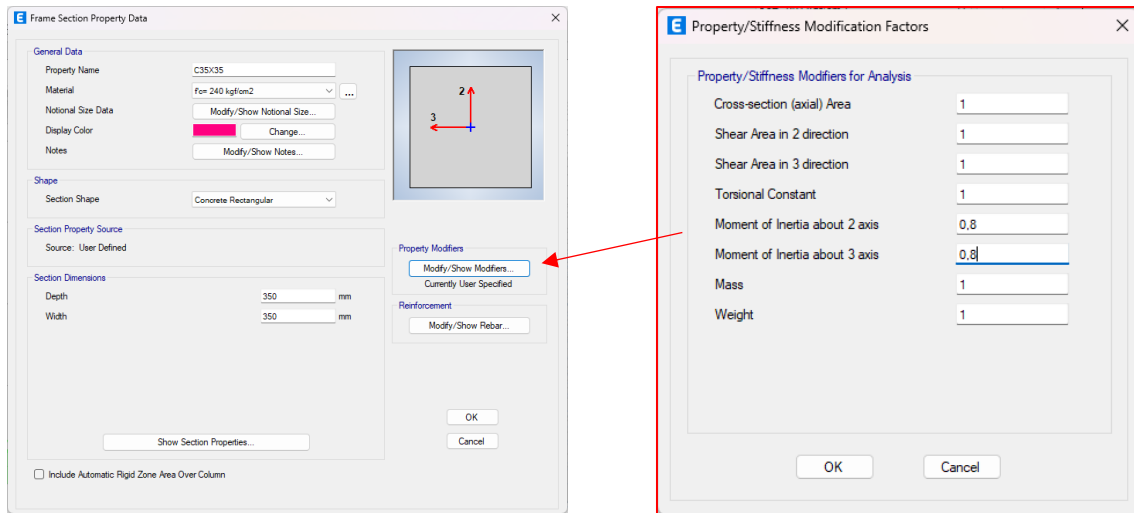 Frame Section Property Data
General Data
Property Name C35X35
Material f'c= 240 kgf/cm2 ...
Notional Size Data Modify/Show Notional Size...
Display Color Change...
Notes Modify/Show Notes...
2
3
Shape
Section Shape Concrete Rectangular
Section Property Source
Source: User Defined
Property Modifiers
Modify/Show Modifiers...
Currently User Specified
Section Dimensions
Depth 350 mm
Width 350 mm
Reinforcement
Modify/Show Rebar...
OK
Show Section Properties...
Cancel
Include Automatic Rigid Zone Area Over Column
E Property/Stiffness Modification Factors
Property/Stiffness Modifiers for Analysis
Cross-section (axial) Area 1
Shear Area in 2 direction 1
Shear Area in 3 direction 1
Torsional Constant 1
Moment of Inertia about 2 axis 0,8
Moment of Inertia about 3 axis 0,8
Mass 1
Weight 1
OK Cancel